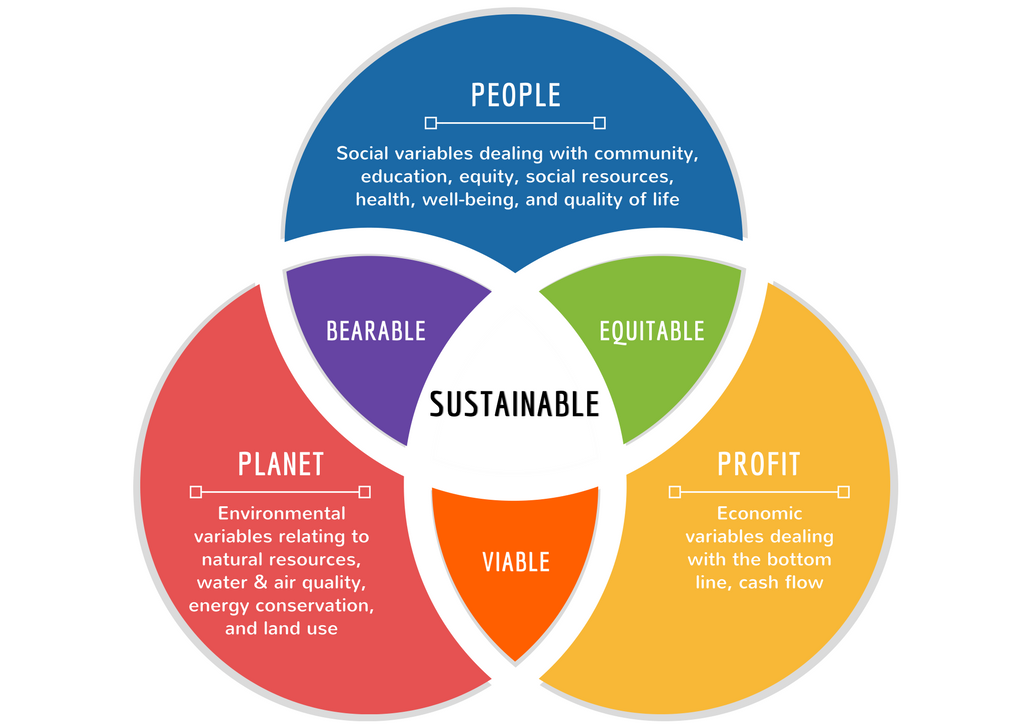 PEOPLE
Social variables dealing with community,
education, equity, social resources,
health, well-being, and quality of life
BEARABLE
EQUITABLE
SUSTAINABLE
PLANET
Environmental
variables relating to
natural resources,
water & air quality,
energy conservation,
and land use
PROFIT
Economic
variables dealing
with the bottom
line, cash flow
VIABLE